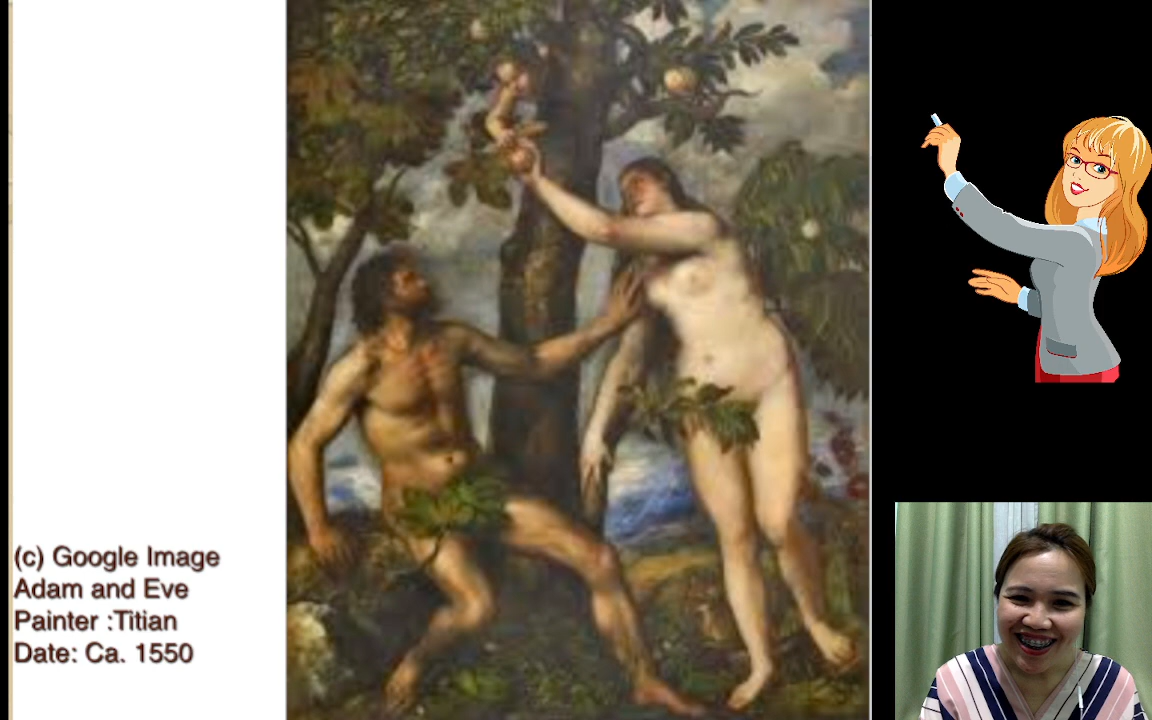 (c) Google Image
Adam and Eve
Painter :Titian
Date: Ca. 1550